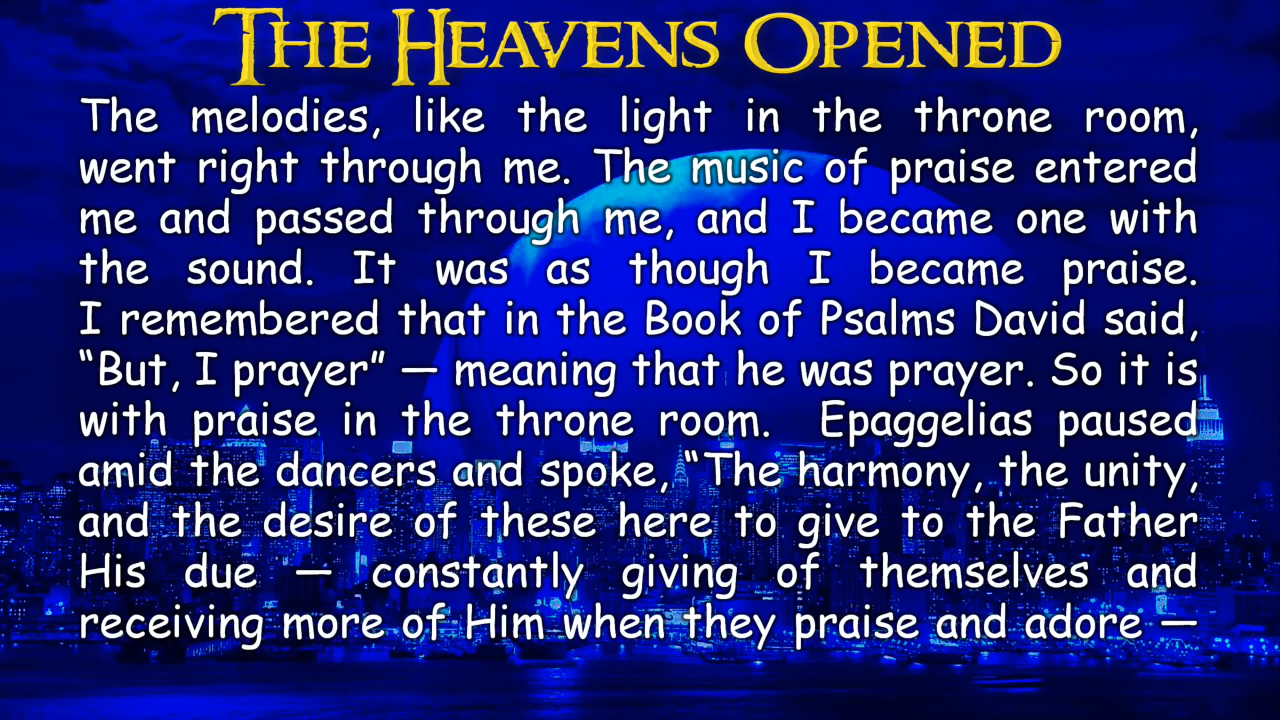 The Heavens Opened
The melodies, like the light in the throne room,
went right through me. The music of praise entered
me and passed through me, and I became one with
the sound. It was as though I became praise.
I remembered that in the Book of Psalms David said,
“But, I prayer” — meaning that he was prayer. So it is
with praise in the throne room. Epaggelias paused
amid the dancers and spoke, “The harmony, the unity,
and the desire of these here to give to the Father
His due — constantly giving of themselves and
receiving more of Him when they praise and adore —